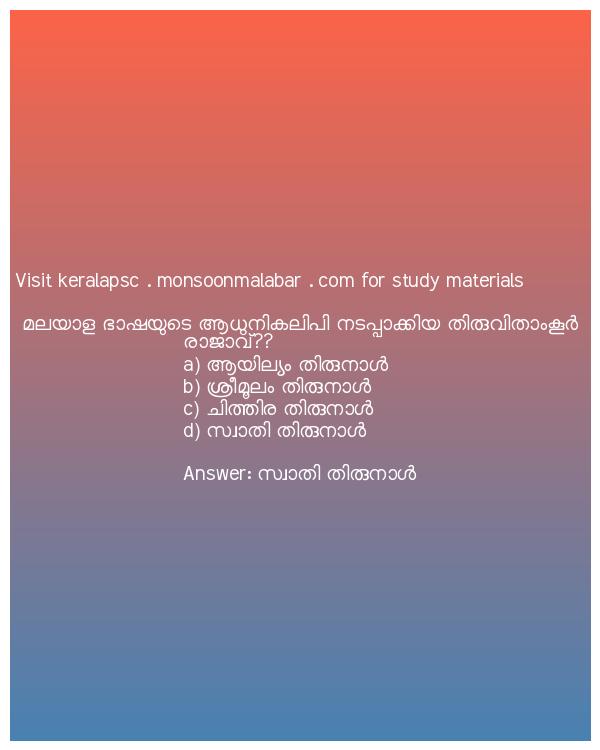 Visit keralapsc . monsoonmalabar . com for study materials
മലയാള ഭാഷയുടെ ആധുനികലിപി നടപ്പാക്കിയ തിരുവിതാംകൂർ
രാജാവ്??
a) ആയില്യം തിരുനാൾ
b) ശ്രീമൂലം തിരുനാൾ
c) ചിത്തിര തിരുനാൾ
d) സ്വാതി തിരുനാൾ
Answer: സ്വാതി തിരുനാൾ